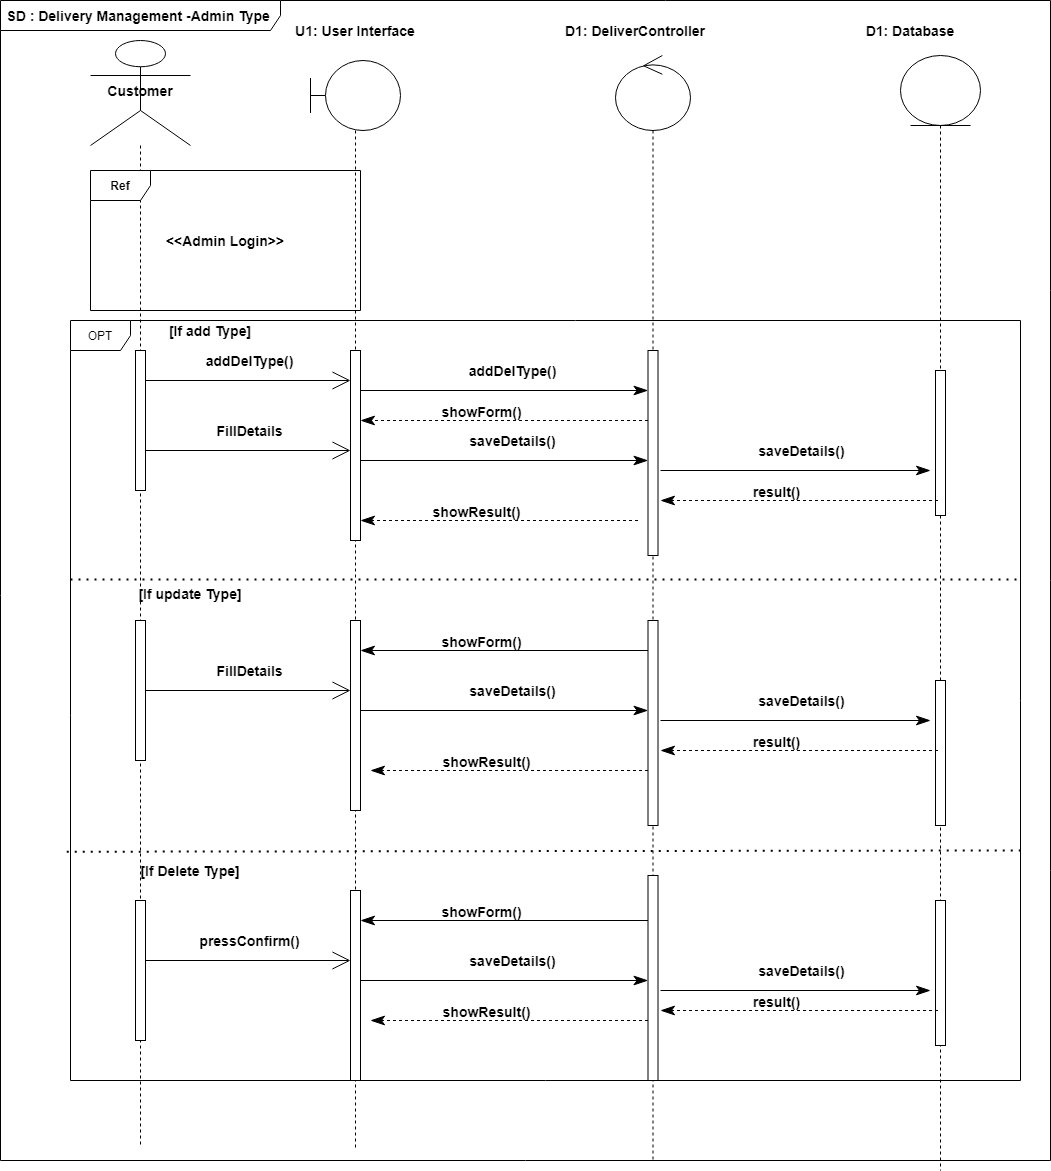 SD : Delivery Management -Admin Type
U1: User Interface
D1: DeliverController
D1: Database
Customer
Ref
<<Admin Login>>
OPT
[If add Type]
addDelType()
addDelType()
showForm()
FillDetails
saveDetails()
saveDetails()
result()
showResult()
[If update Type]
showForm()
FillDetails
saveDetails()
saveDetails()
result()
showResult()
[If Delete Type]
showForm()
pressConfirm()
saveDetails()
saveDetails()
result()
showResult()